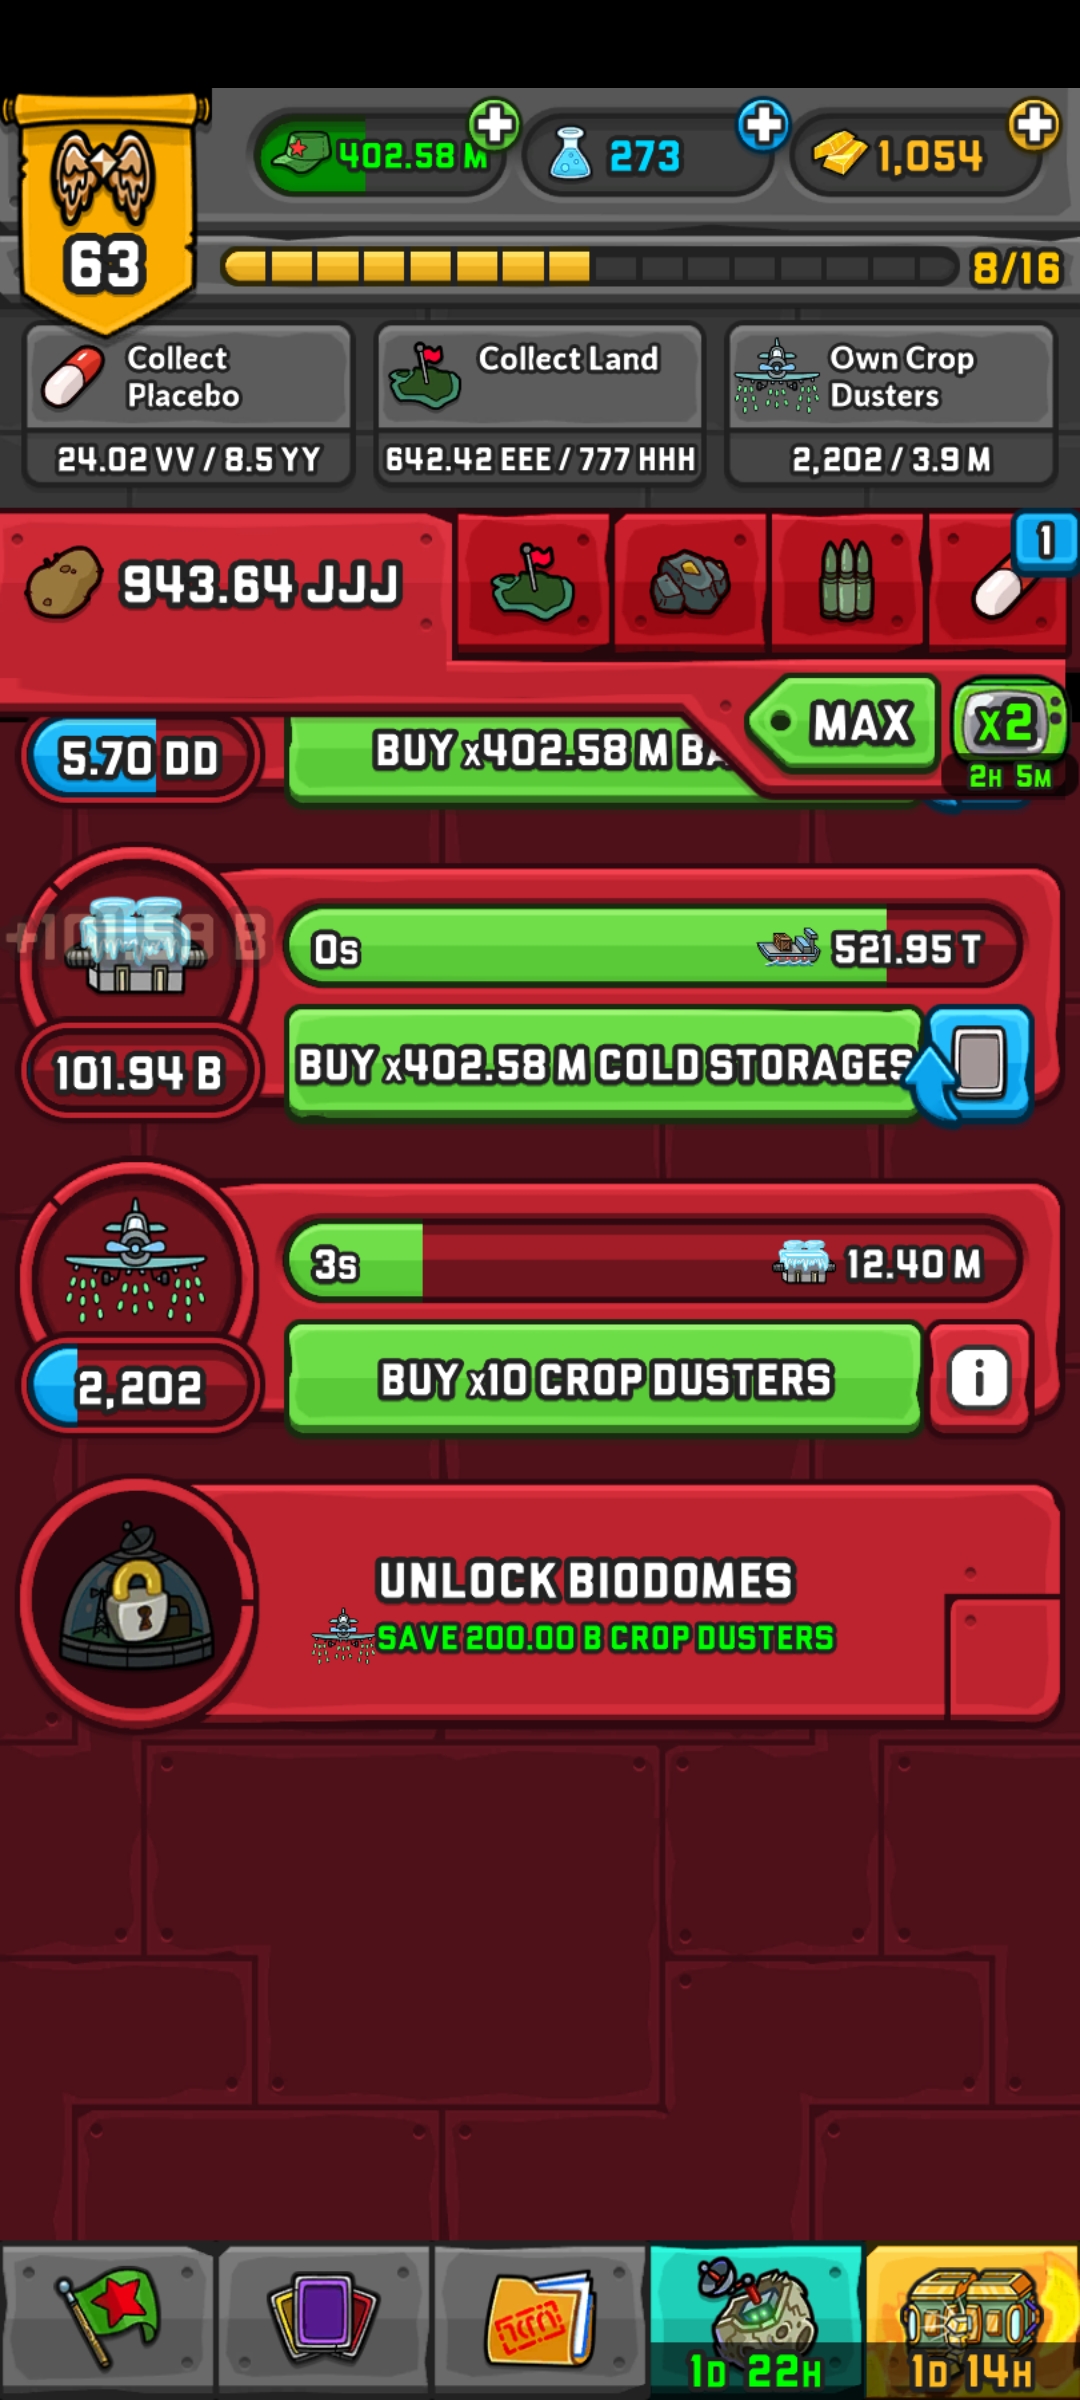 402.58 M
273
1,054
63
8/16
Collect Placebo
24.02 VV / 8.5 YY
Collect Land
642.42 EEE / 777 HHH
Own Crop Dusters
2,202 / 3.9 M
943.64 JJJ
1
MAX
x2
2H 5M
5.70 DD
BUY x402.58 M BA
0s
521.95 T
101.94 B
BUY x402.58 M COLD STORAGES
3s
12.40 M
2,202
BUY x10 CROP DUSTERS
i
UNLOCK BIODOMES
SAVE 200.00 B CROP DUSTERS
1D 22H
1D 14H